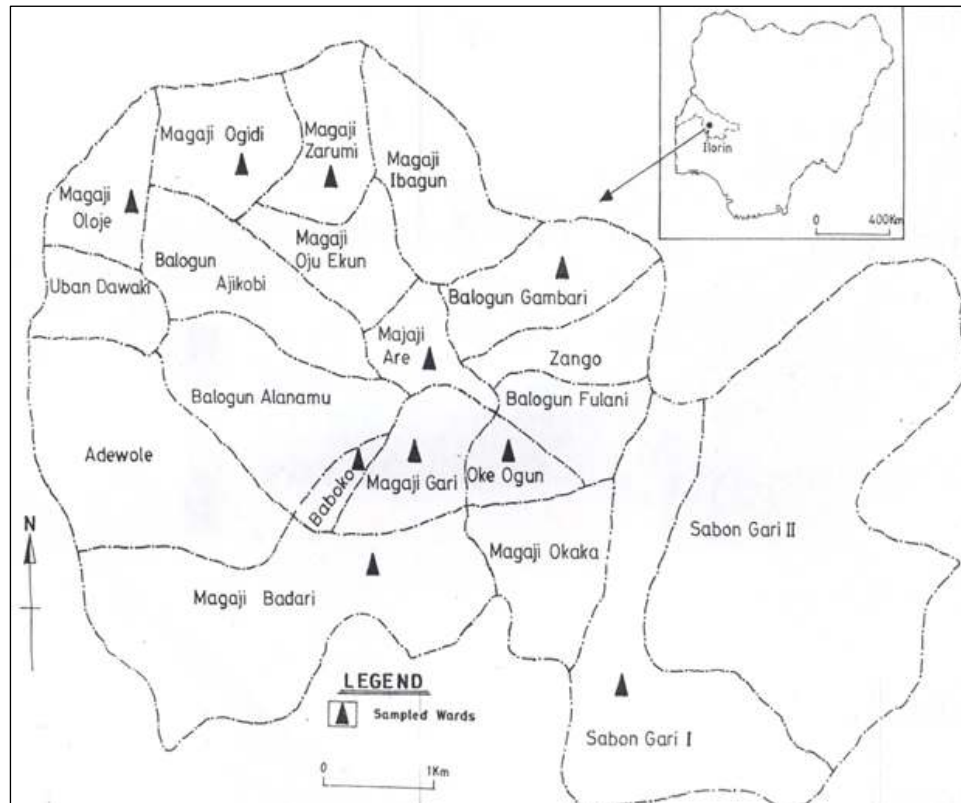 Ilorin
0 400Km
Magaji Ogidi
Magaji
Zarumi
Magaji
Ibagun
Magaji
Oloje
Magaji
Oju Ekun
Balogun
Ajikobi
Uban Dawaki
Balogun Gambari
Majaji
Are
Zango
Balogun Alanamu
Balogun Fulani
Adewole
Baboko
Magaji Gari
Oke Ogun
Sabon Gari II
N
Magaji Okaka
Magaji Badari
LEGEND
Sampled Wards
Sabon Gari I
0 1Km